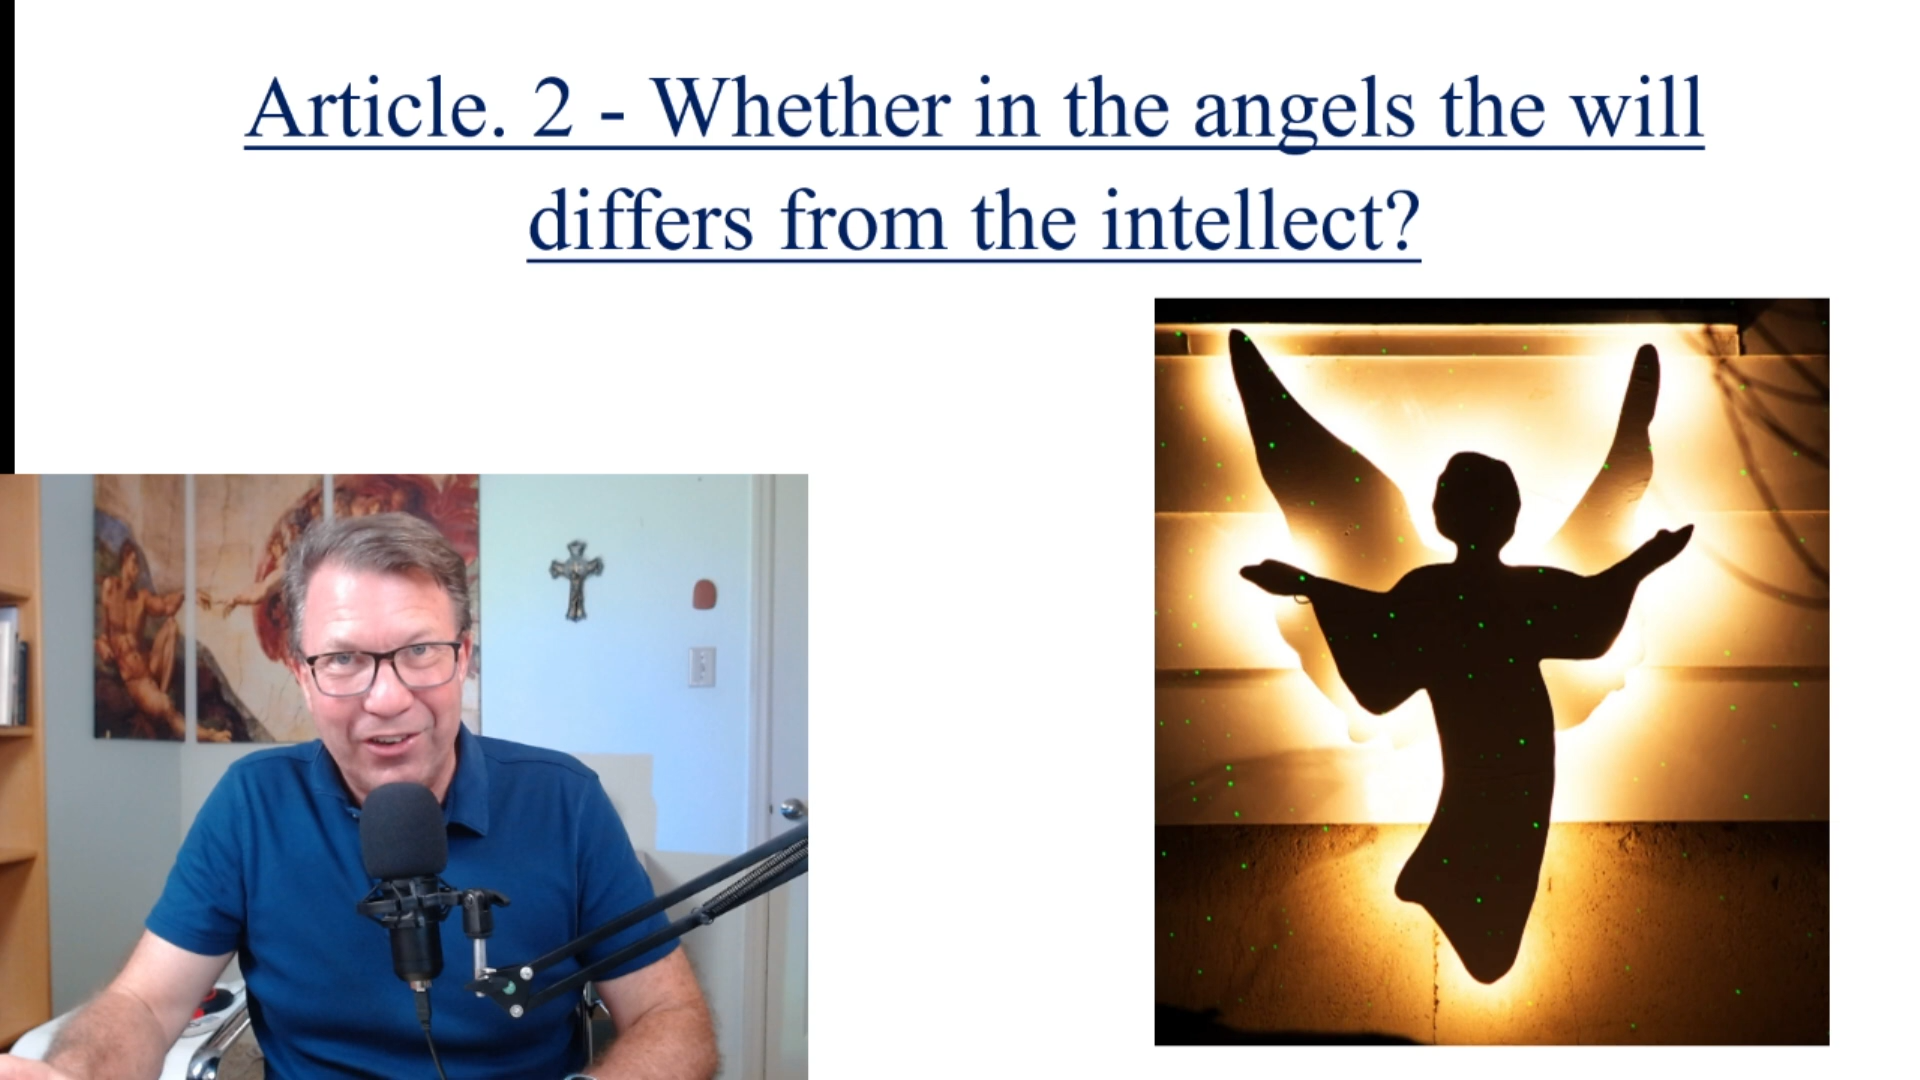 Article. 2 - Whether in the angels the will
differs from the intellect?